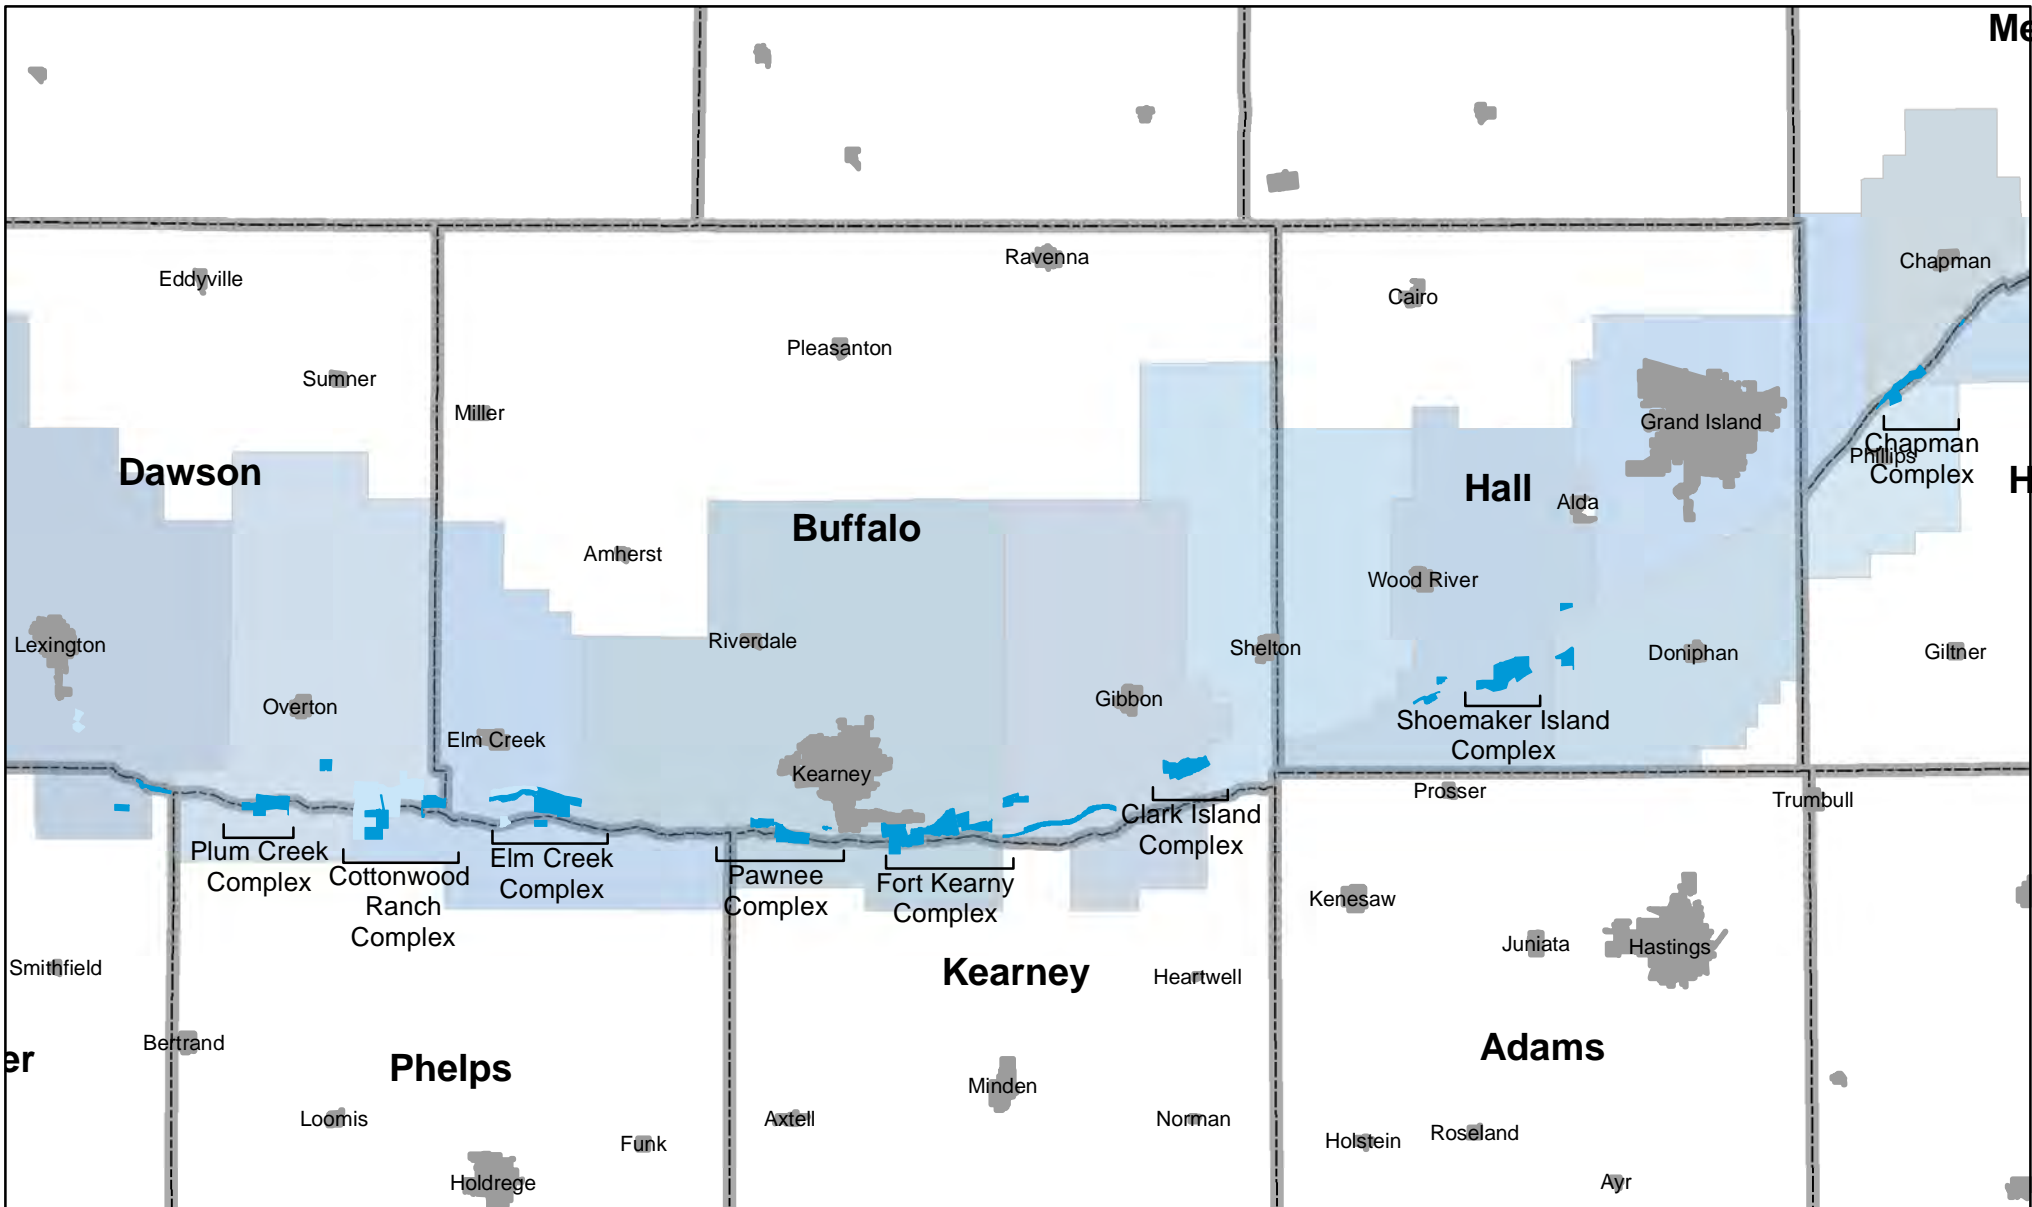 Me
Ravenna
Chapman
Eddyville
Cairo
Pleasanton
Sumner
Miller
Grand Island
Chapman
Complex
Phillips
Dawson
Hall
H
Alda
Buffalo
Amherst
Wood River
Riverdale
Lexington
Shelton
Doniphan
Giltner
Gibbon
Overton
Shoemaker Island
Complex
Elm Creek
Kearney
Prosser
Trumbull
Clark Island
Complex
Plum Creek
Complex
Cottonwood
Ranch
Complex
Elm Creek
Complex
Pawnee
Complex
Fort Kearny
Complex
Kenesaw
Juniata
Hastings
Smithfield
Kearney
Heartwell
Bertrand
er
Phelps
Adams
Minden
Loomis
Axtell
Norman
Funk
Holstein
Roseland
Holdrege
Ayr